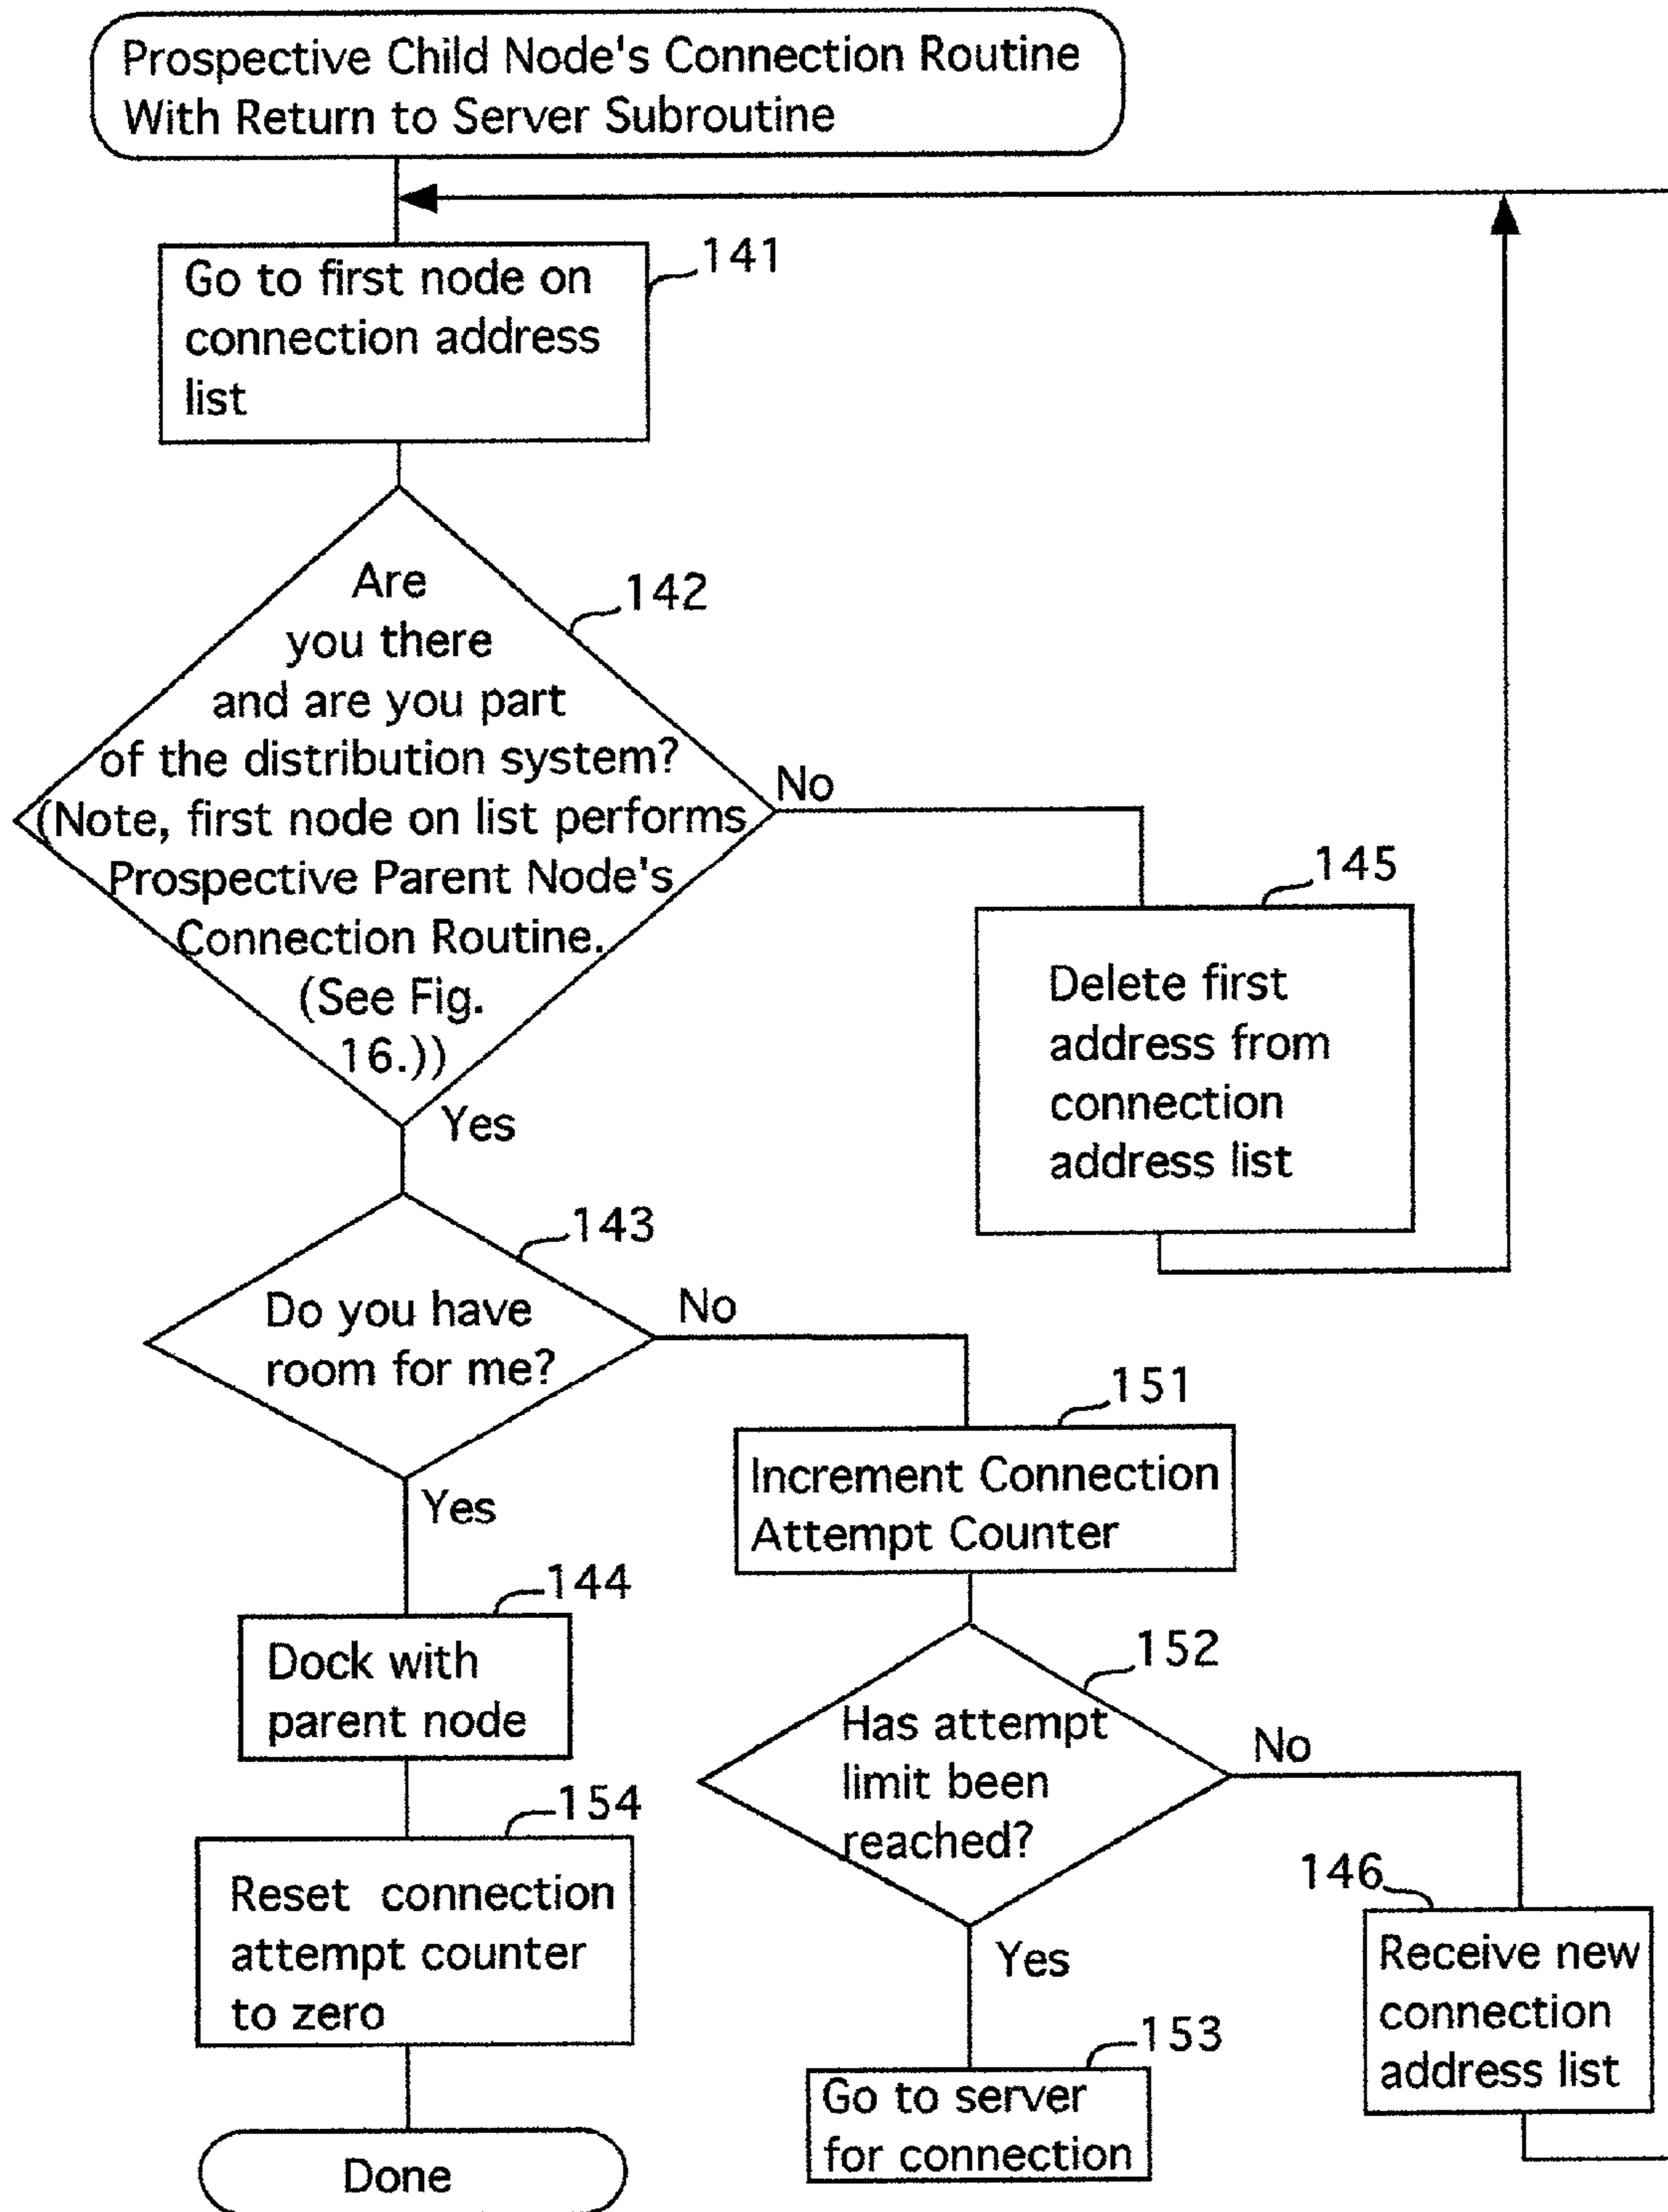 Prospective Child Node's Connection Routine
With Return to Server Subroutine
141
Go to first node on
connection address
list
142
Are
you there
and are you part
of the distribution system?
(Note, first node on list performs
Prospective Parent Node's
Connection Routine.
(See Fig.
16.))
No
145
Delete first
address from
connection
address list
Yes
143
Do you have
room for me?
No
151
Increment Connection
Attempt Counter
Yes
144
Dock with
parent node
152
Has attempt
limit been
reached?
No
154
Reset connection
attempt counter
to zero
146
Receive new
connection
address list
Yes
153
Go to server
for connection
Done